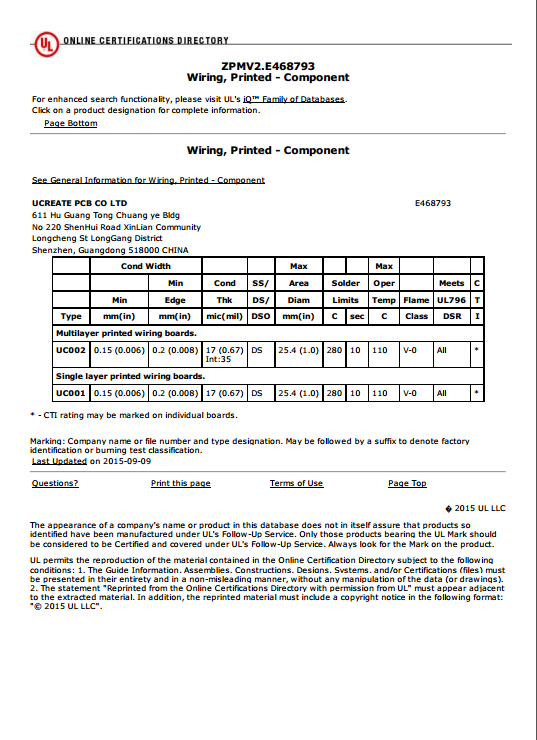 UL ONLINE CERTIFICATIONS DIRECTORY
ZPMV2.E468793
Wiring, Printed - Component
For enhanced search functionality, please visit UL's iQ™ Family of Databases.
Click on a product designation for complete information.
Page Bottom
Wiring, Printed - Component
See General Information for Wiring, Printed - Component
UCREATE PCB CO LTD E468793
611 Hu Guang Tong Chuang ye Bldg
No 220 ShenHui Road XinLian Community
Longcheng St LongGang District
Shenzhen, Guangdong 518000 CHINA
Cond Width Max Max
Min Cond SS/ Area Solder Oper Meets C
Min Edge Thk DS/ Diam Limits Temp Flame UL796 T
Type mm(in) mm(in) mic(mil) DSO mm(in) C sec C Class DSR I
Multilayer printed wiring boards.
UC002 0.15 (0.006) 0.2 (0.008) 17 (0.67) DS 25.4 (1.0) 280 10 110 V-0 All *
Int:35
Single layer printed wiring boards.
UC001 0.15 (0.006) 0.2 (0.008) 17 (0.67) DS 25.4 (1.0) 280 10 110 V-0 All *
* - CTI rating may be marked on individual boards.
Marking: Company name or file number and type designation. May be followed by a suffix to denote factory
identification or burning test classification.
Last Updated on 2015-09-09
Questions? Print this page Terms of Use Page Top
� 2015 UL LLC
The appearance of a company's name or product in this database does not in itself assure that products so
identified have been manufactured under UL's Follow-Up Service. Only those products bearing the UL Mark should
be considered to be Certified and covered under UL's Follow-Up Service. Always look for the Mark on the product.
UL permits the reproduction of the material contained in the Online Certification Directory subject to the following
conditions: 1. The Guide Information, Assemblies, Constructions, Designs, Systems, and/or Certifications (files) must
be presented in their entirety and in a non-misleading manner, without any manipulation of the data (or drawings).
2. The statement "Reprinted from the Online Certifications Directory with permission from UL" must appear adjacent
to the extracted material. In addition, the reprinted material must include a copyright notice in the following format:
"© 2015 UL LLC".